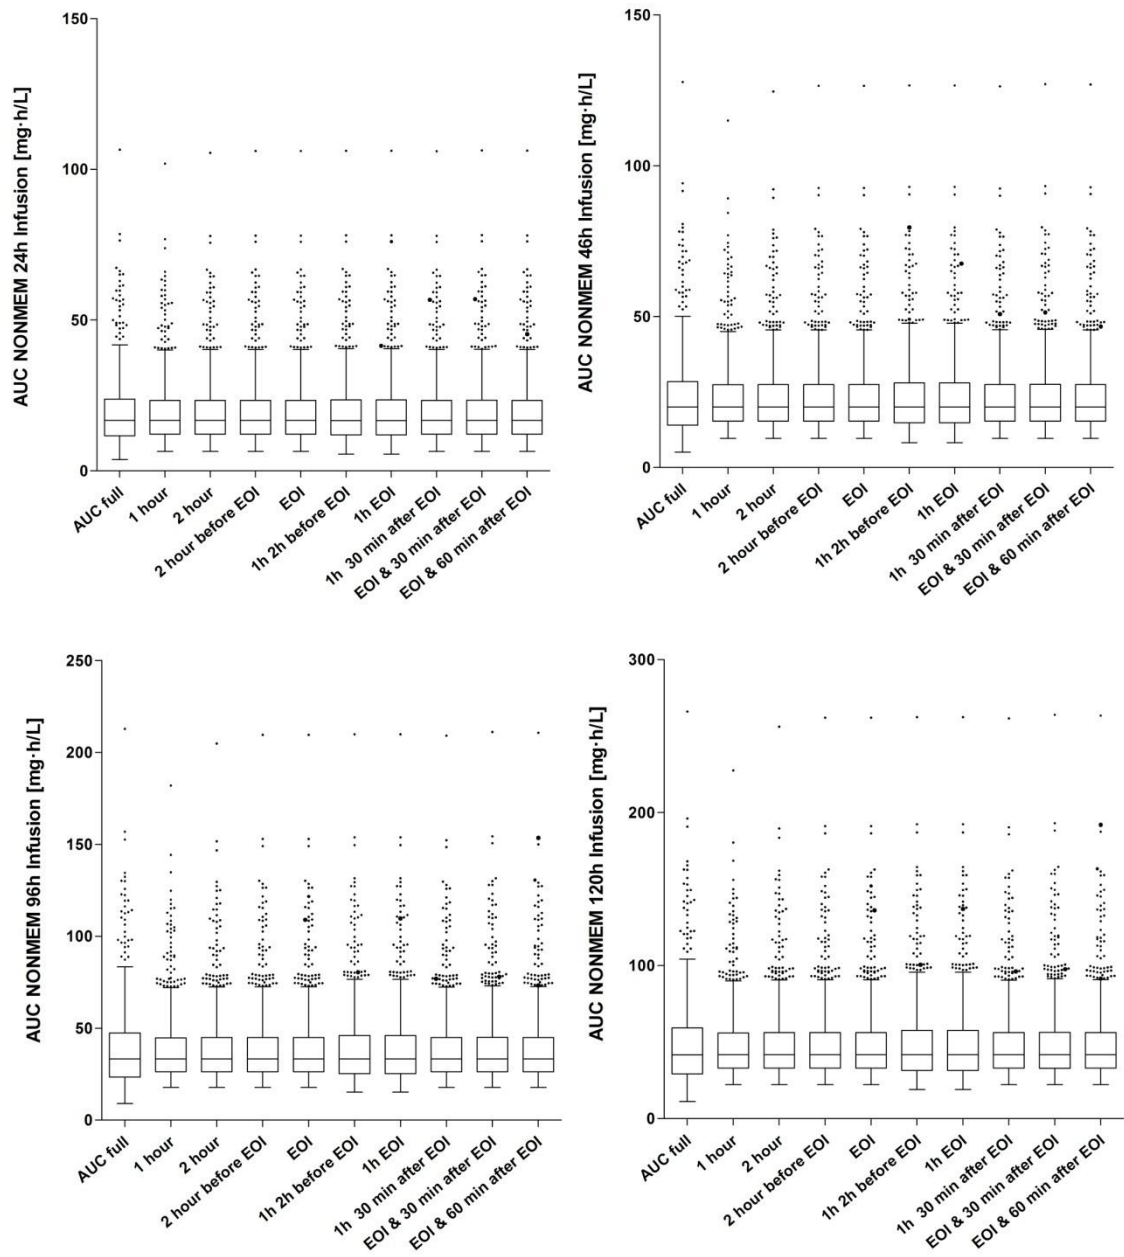 AUC NONMEM 24h Infusion [mg·h/L]
150
100
50
0
AUC full
1 hour
2 hour
2 hour before EOI
EOI
1h 2h before EOI
1h EOI
1h 30 min after EOI
EOI & 30 min after EOI
EOI & 60 min after EOI
AUC NONMEM 46h Infusion [mg·h/L]
150
100
50
0
AUC full
1 hour
2 hour
2 hour before EOI
EOI
1h 2h before EOI
1h EOI
1h 30 min after EOI
EOI & 30 min after EOI
EOI & 60 min after EOI
AUC NONMEM 96h Infusion [mg·h/L]
250
200
150
100
50
0
AUC full
1 hour
2 hour
2 hour before EOI
EOI
1h 2h before EOI
1h EOI
1h 30 min after EOI
EOI & 30 min after EOI
EOI & 60 min after EOI
AUC NONMEM 120h Infusion [mg·h/L]
300
200
100
0
AUC full
1 hour
2 hour
2 hour before EOI
EOI
1h 2h before EOI
1h EOI
1h 30 min after EOI
EOI & 30 min after EOI
EOI & 60 min after EOI